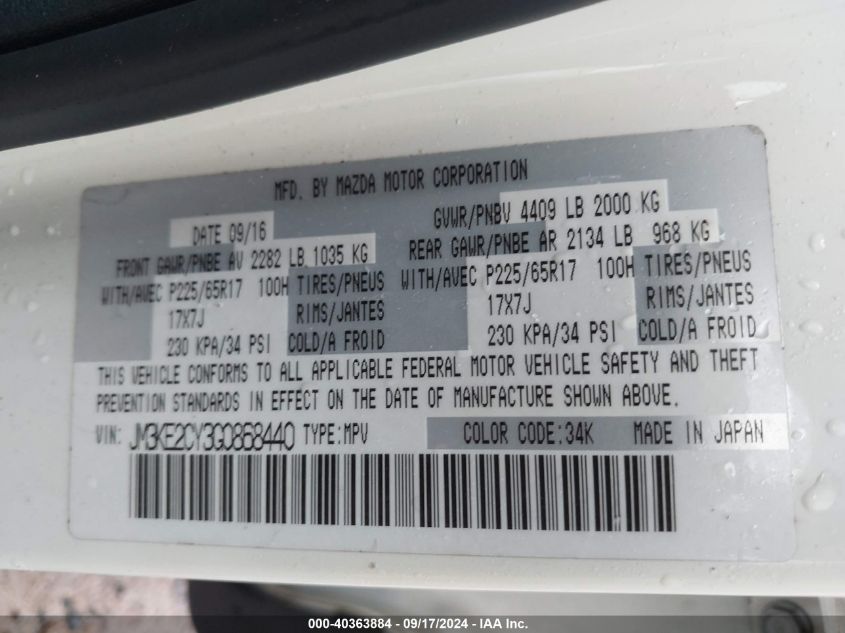 MFD. BY MAZDA MOTOR CORPORATION
DATE 09/16 GVWR/PNBV 4409 LB 2000 KG
FRONT GAWR/PNBE AV 2282 LB 1035 KG REAR GAWR/PNBE AR 2134 LB 968 KG
WITH/AVEC P225/65R17 100H TIRES/PNEUS WITH/AVEC P225/65R17 100H TIRES/PNEUS
17X7J RIMS/JANTES 17X7J RIMS/JANTES
230 KPA/34 PSI COLD/A FROID 230 KPA/34 PSI COLD/A FROID
THIS VEHICLE CONFORMS TO ALL APPLICABLE FEDERAL MOTOR VEHICLE SAFETY AND THEFT
PREVENTION STANDARDS IN EFFECT ON THE DATE OF MANUFACTURE SHOWN ABOVE.
VIN: JM3KE2CY3G0868440 TYPE:MPV COLOR CODE:34K MADE IN JAPAN
000-40363884 - 09/17/2024 - IAA Inc.